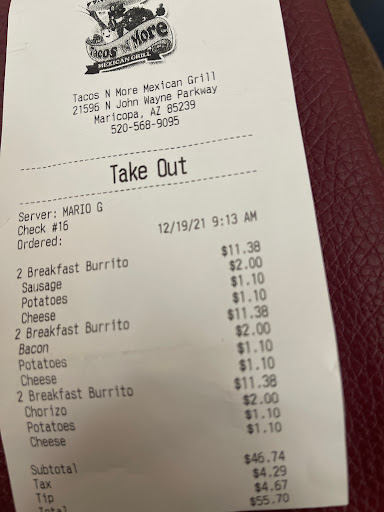 Tacos N More
MEXICAN GRILL
Tacos N More Mexican Grill
21596 N John Wayne Parkway
Maricopa, AZ 85239
520-568-9095
Take Out
Server: MARIO G
Check #16 12/19/21 9:13 AM
Ordered:
2 Breakfast Burrito $11.38
Sausage $2.00
Potatoes $1.10
Cheese $1.10
2 Breakfast Burrito $11.38
Bacon $2.00
Potatoes $1.10
Cheese $1.10
2 Breakfast Burrito $11.38
Chorizo $2.00
Potatoes $1.10
Cheese $1.10
Subtotal $46.74
Tax $4.29
Tip $4.67
Total $55.70